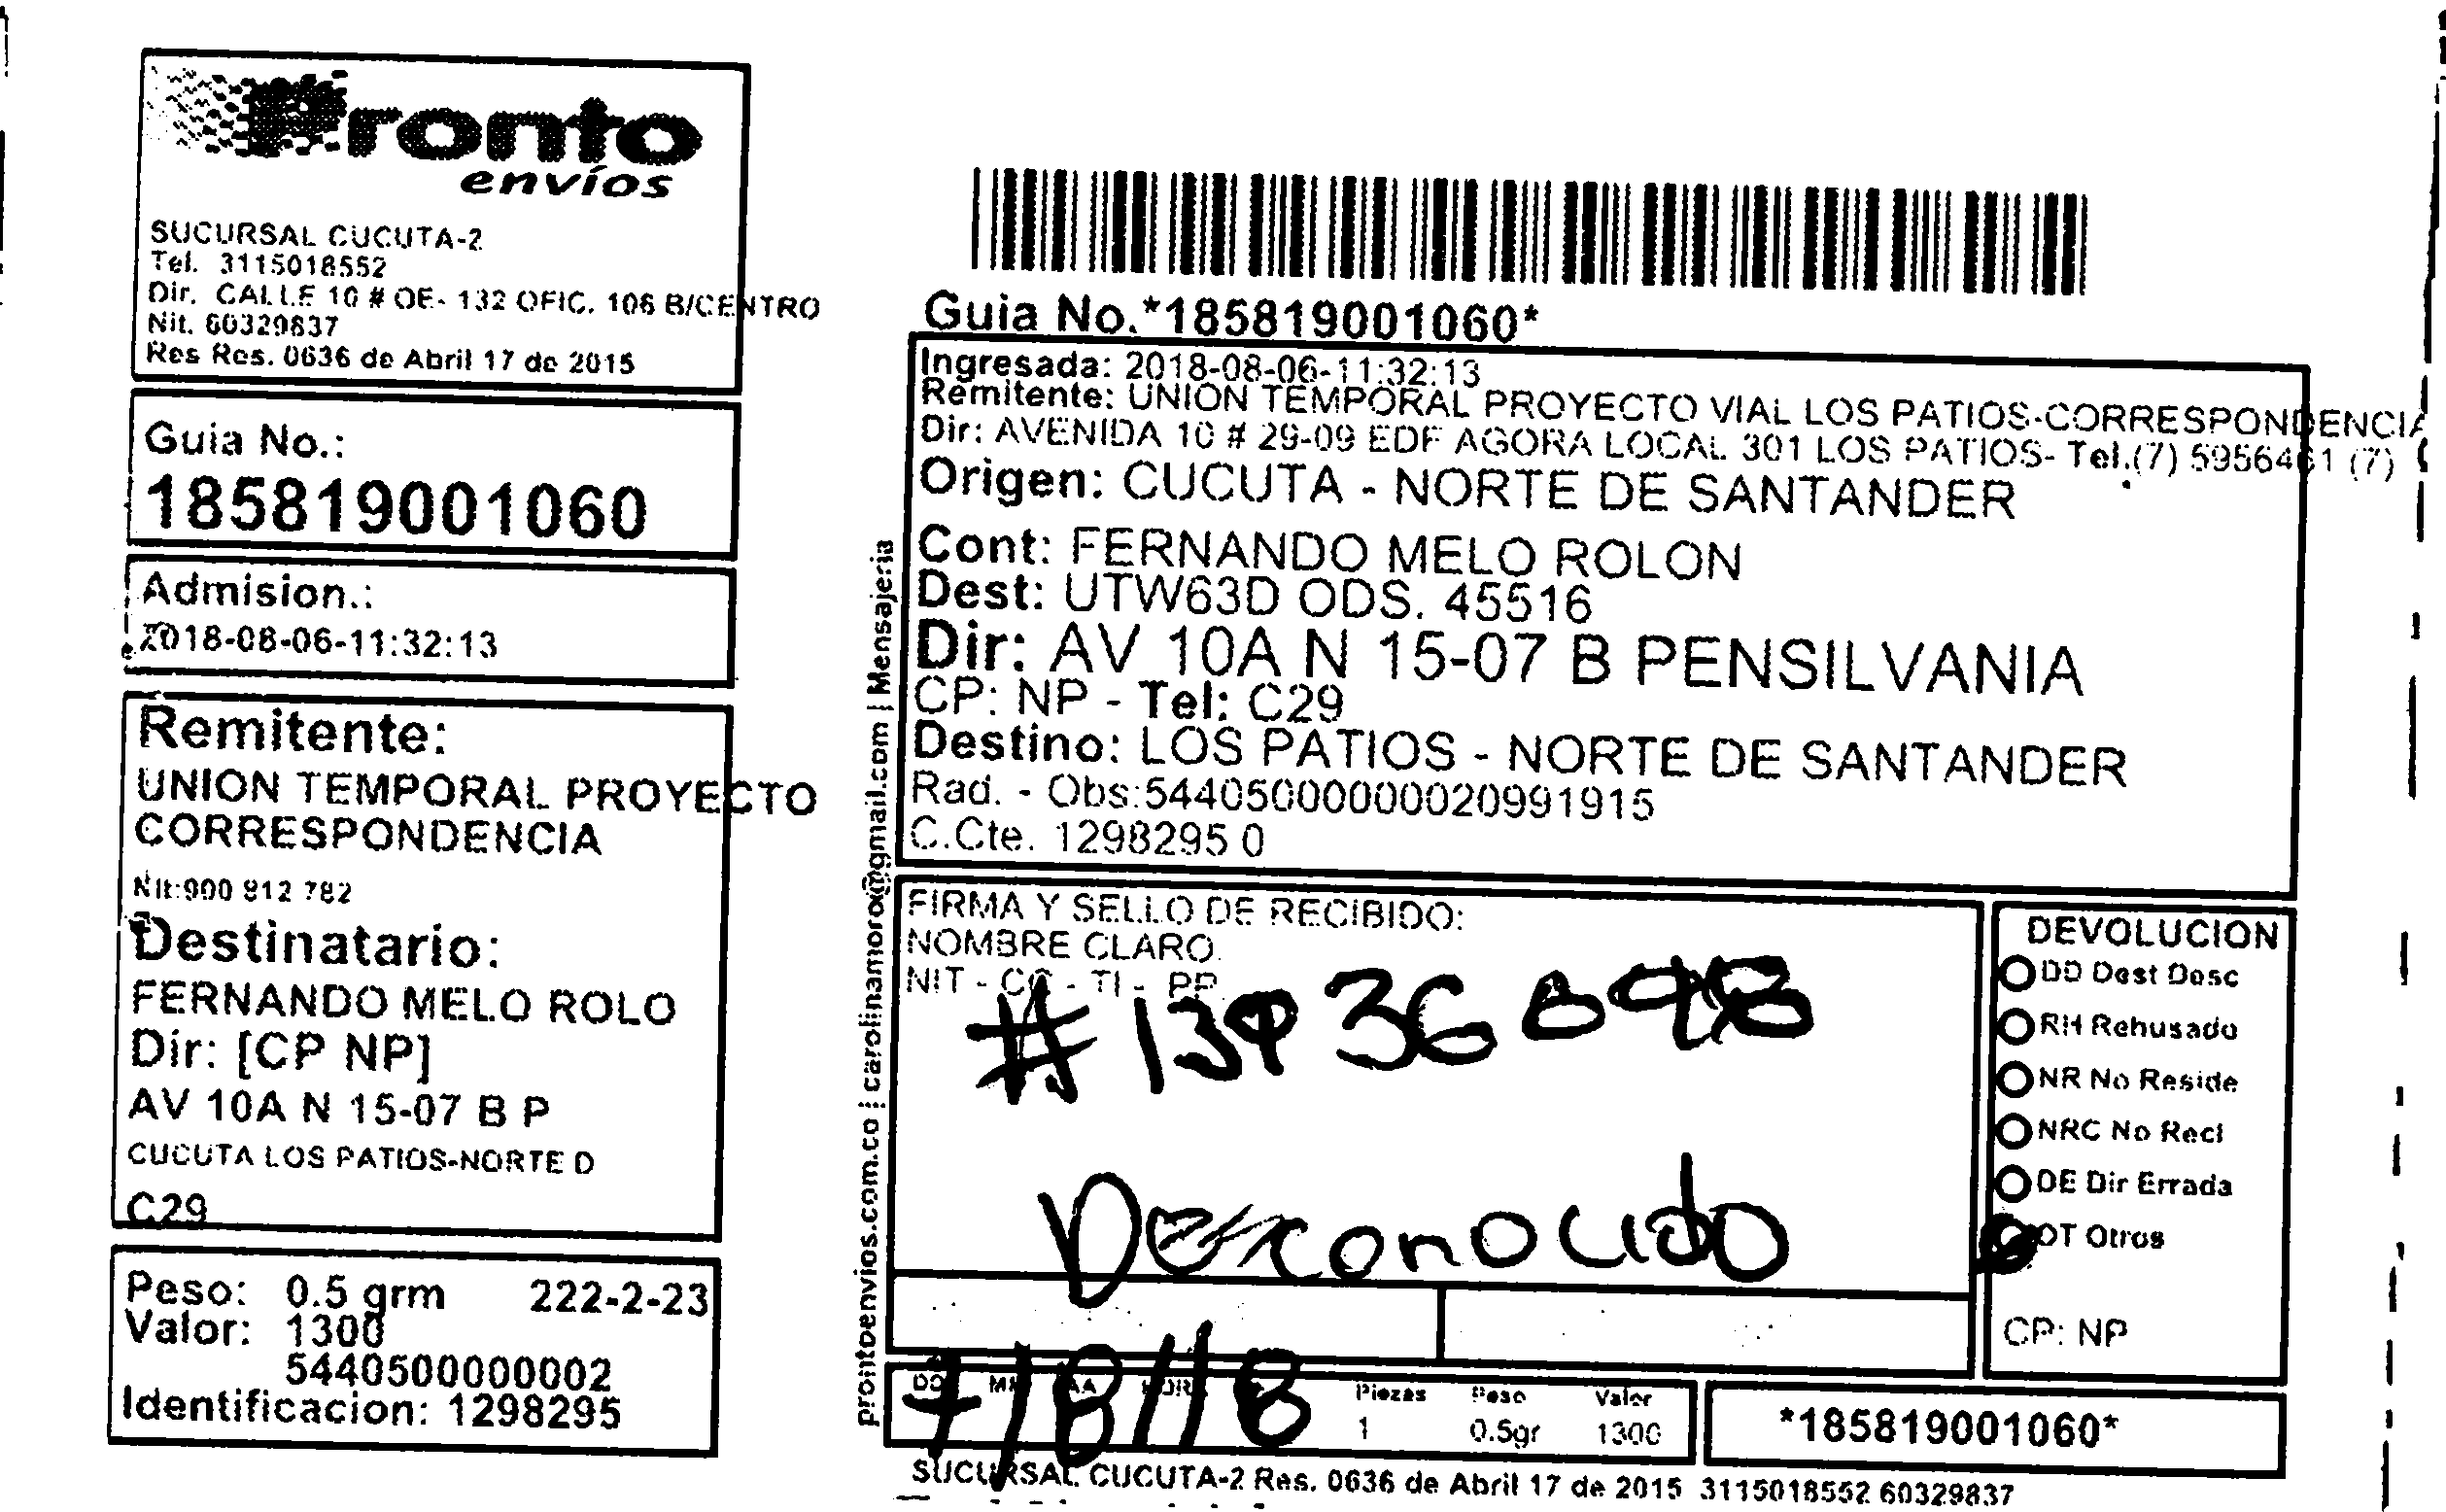 Pronto
envíos
SUCURSAL CUCUTA-2
Tel. 3115018552
Dir. CALLE 10 # OE- 132 OFIC. 106 B/CENTRO
Nit. 60329837
Res Res. 0636 de Abril 17 de 2015
Guia No.:
185819001060
Admision.:
2018-08-06-11:32:13
Remitente:
UNION TEMPORAL PROYECTO
CORRESPONDENCIA
Nit:900 912 782
Destinatario:
FERNANDO MELO ROLO
Dir: [CP NP]
AV 10A N 15-07 B P
CUCUTA LOS PATIOS-NORTE D
C29
Peso: 0.5 grm 222-2-23
Valor: 1300
5440500000002
Identificacion: 1298295
prontoenvios.com.co | carolinamoro@gmail.com | Mensajeria
Guia No.*185819001060*
Ingresada: 2018-08-06-11:32:13
Remitente: UNION TEMPORAL PROYECTO VIAL LOS PATIOS-CORRESPONDENCIA
Dir: AVENIDA 10 # 29-09 EDF AGORA LOCAL 301 LOS PATIOS- Tel.(7) 5956461 (7)
Origen: CUCUTA - NORTE DE SANTANDER
Cont: FERNANDO MELO ROLON
Dest: UTW63D ODS. 45516
Dir: AV 10A N 15-07 B PENSILVANIA
CP: NP - Tel: C29
Destino: LOS PATIOS - NORTE DE SANTANDER
Rad. - Obs:544050000000020991915
C.Cte. 1298295 0
FIRMA Y SELLO DE RECIBIDO:
NOMBRE CLARO.
NIT - CC - TI - PP
Desconocido
DEVOLUCION
DD Dest Desc
RH Rehusado
NR No Reside
NRC No Recl
DE Dir Errada
OT Otros
CP: NP
DD MM AA HORA
7/8/18
Piezas Peso Valor
1 0.5gr 1300
*185819001060*
SUCURSAL CUCUTA-2 Res. 0636 de Abril 17 de 2015 3115018552 60329837